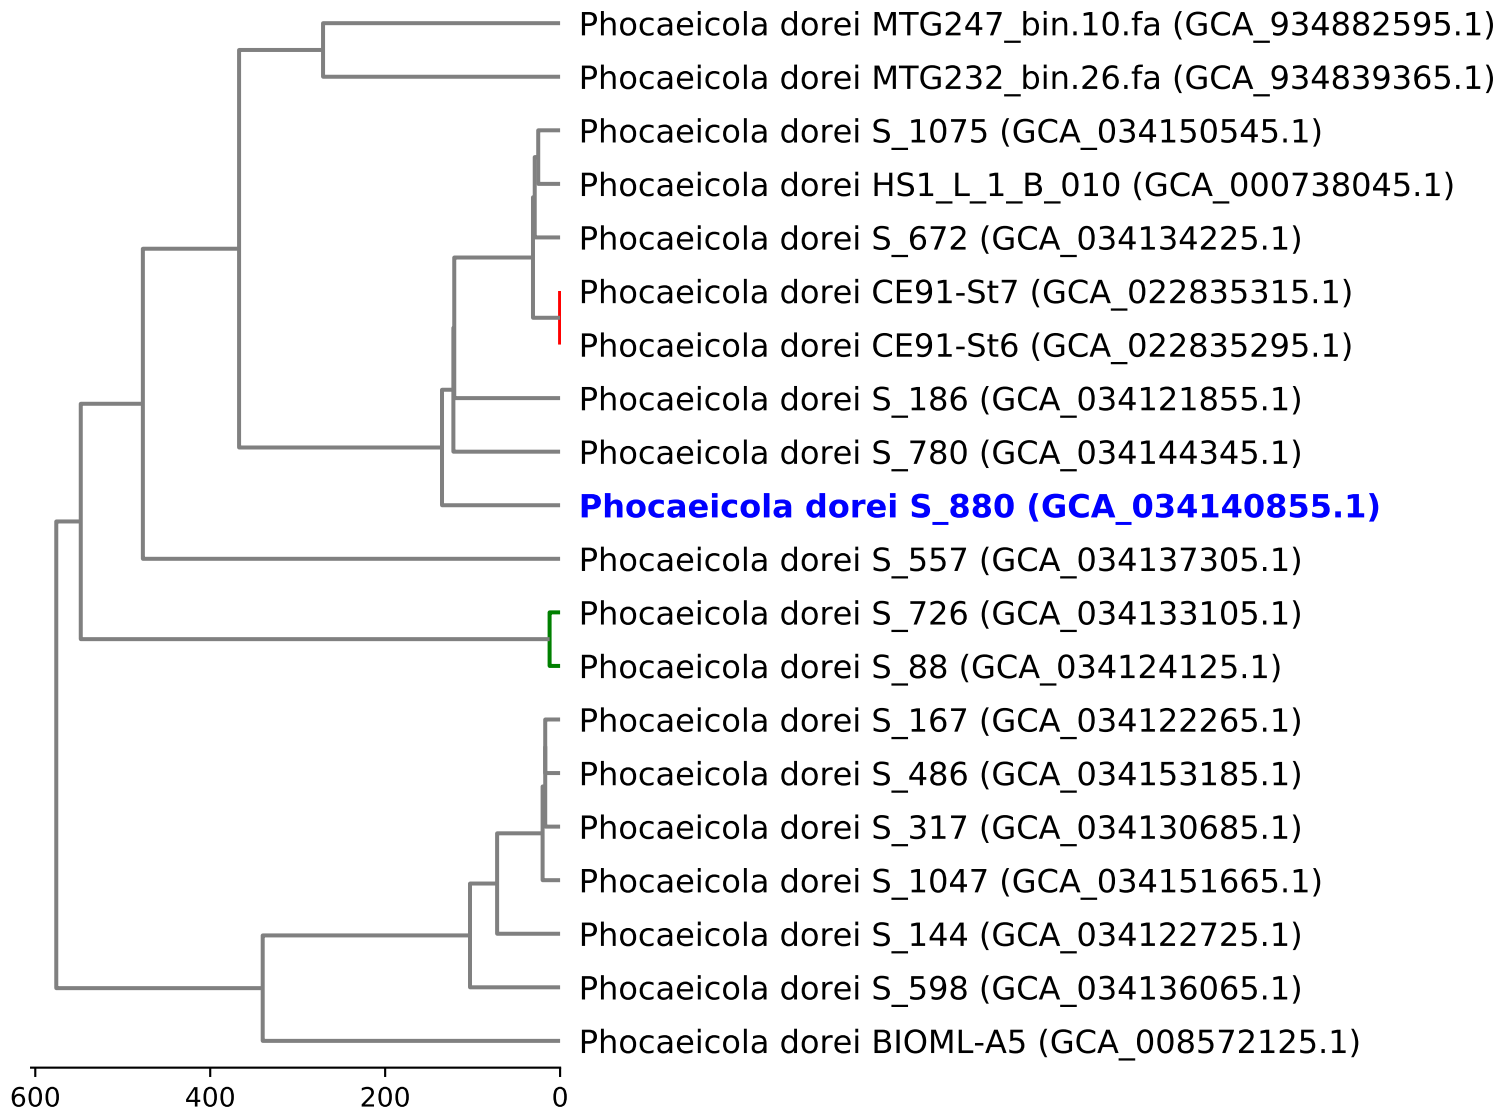 Phocaeicola dorei MTG247_bin.10.fa (GCA_934882595.1)
Phocaeicola dorei MTG232_bin.26.fa (GCA_934839365.1)
Phocaeicola dorei S_1075 (GCA_034150545.1)
Phocaeicola dorei HS1_L_1_B_010 (GCA_000738045.1)
Phocaeicola dorei S_672 (GCA_034134225.1)
Phocaeicola dorei CE91-St7 (GCA_022835315.1)
Phocaeicola dorei CE91-St6 (GCA_022835295.1)
Phocaeicola dorei S_186 (GCA_034121855.1)
Phocaeicola dorei S_780 (GCA_034144345.1)
Phocaeicola dorei S_880 (GCA_034140855.1)
Phocaeicola dorei S_557 (GCA_034137305.1)
Phocaeicola dorei S_726 (GCA_034133105.1)
Phocaeicola dorei S_88 (GCA_034124125.1)
Phocaeicola dorei S_167 (GCA_034122265.1)
Phocaeicola dorei S_486 (GCA_034153185.1)
Phocaeicola dorei S_317 (GCA_034130685.1)
Phocaeicola dorei S_1047 (GCA_034151665.1)
Phocaeicola dorei S_144 (GCA_034122725.1)
Phocaeicola dorei S_598 (GCA_034136065.1)
Phocaeicola dorei BIOML-A5 (GCA_008572125.1)
600 400 200 0